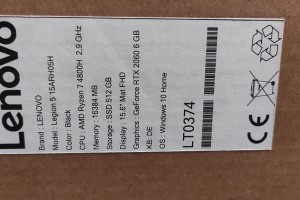 Lenovo
Brand : LENOVO
Model : Legion 5 15ARH05H
Color : Black
CPU : AMD Ryzen 7 4800H 2,9 GHz
Memory : 16384 MB
Storage : SSD 512 GB
Display : 15.6" Mat FHD
Graphics : GeForce RTX 2060 6 GB
KB: DE
OS : Windows 10 Home
LT0374
CE